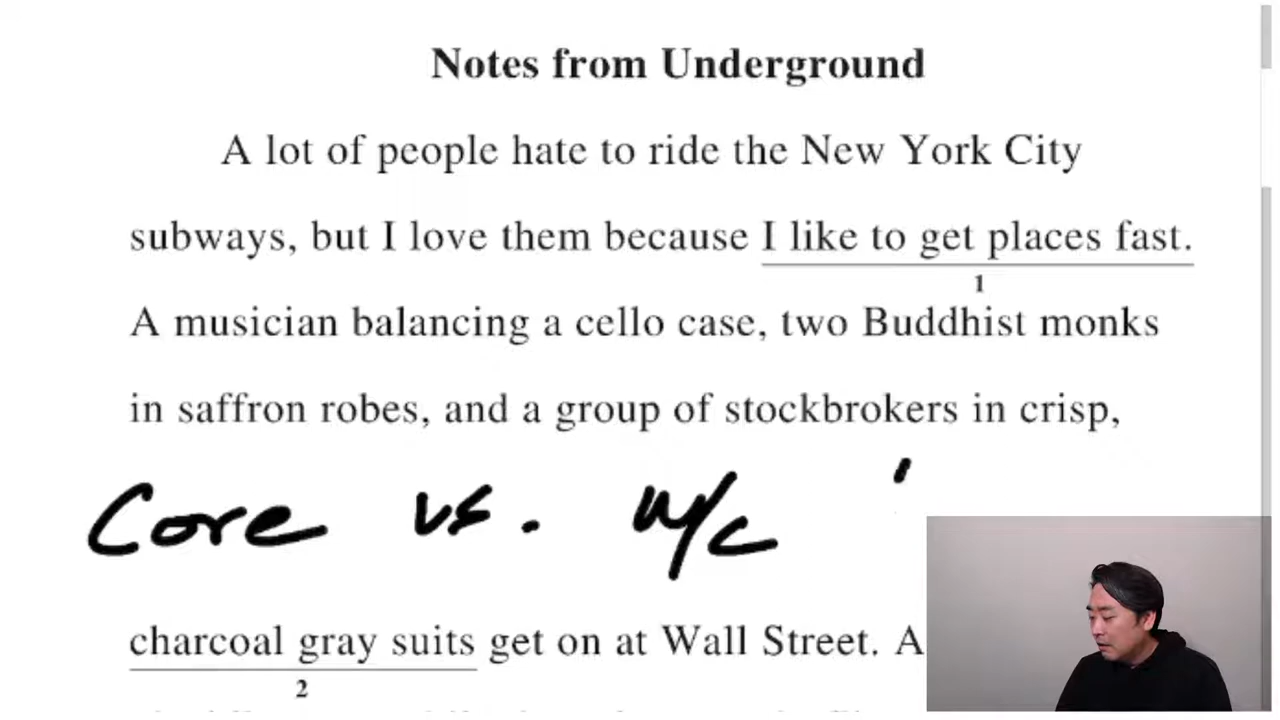 Notes from Underground
A lot of people hate to ride the New York City
subways, but I love them because I like to get places fast.
1
A musician balancing a cello case, two Buddhist monks
in saffron robes, and a group of stockbrokers in crisp,
Core vs. w/c
charcoal gray suits get on at Wall Street. A
2